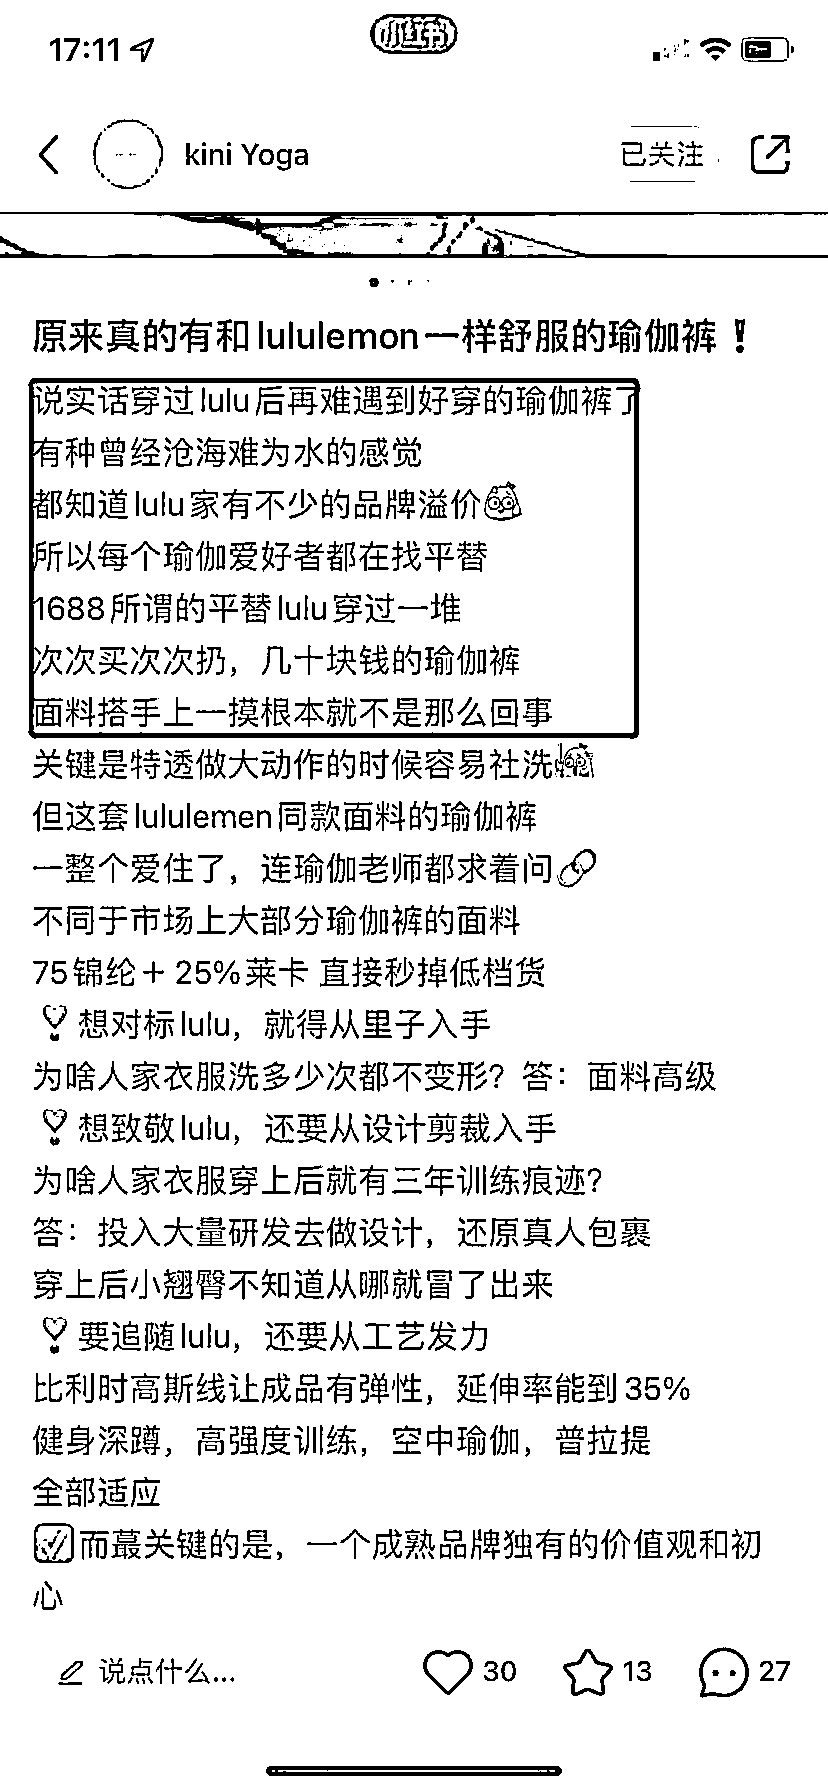 17:11
小红书
kini Yoga
已关注
原来真的有和lululemon一样舒服的瑜伽裤❗
说实话穿过lulu后再难遇到好穿的瑜伽裤了
有种曾经沧海难为水的感觉
都知道lulu家有不少的品牌溢价
所以每个瑜伽爱好者都在找平替
1688所谓的平替lulu穿过一堆
次次买次次扔，几十块钱的瑜伽裤
面料搭手上一摸根本就不是那么回事
关键是特透做大动作的时候容易社洗
但这套lululemen同款面料的瑜伽裤
一整个爱住了，连瑜伽老师都求着问🔗
不同于市场上大部分瑜伽裤的面料
75锦纶＋25%莱卡 直接秒掉低档货
想对标lulu，就得从里子入手
为啥人家衣服洗多少次都不变形？答：面料高级
想致敬lulu，还要从设计剪裁入手
为啥人家衣服穿上后就有三年训练痕迹？
答：投入大量研发去做设计，还原真人包裹
穿上后小翘臀不知道从哪就冒了出来
要追随lulu，还要从工艺发力
比利时高斯线让成品有弹性，延伸率能到35%
健身深蹲，高强度训练，空中瑜伽，普拉提
全部适应
而蕞关键的是，一个成熟品牌独有的价值观和初
心
说点什么...
30
13
27